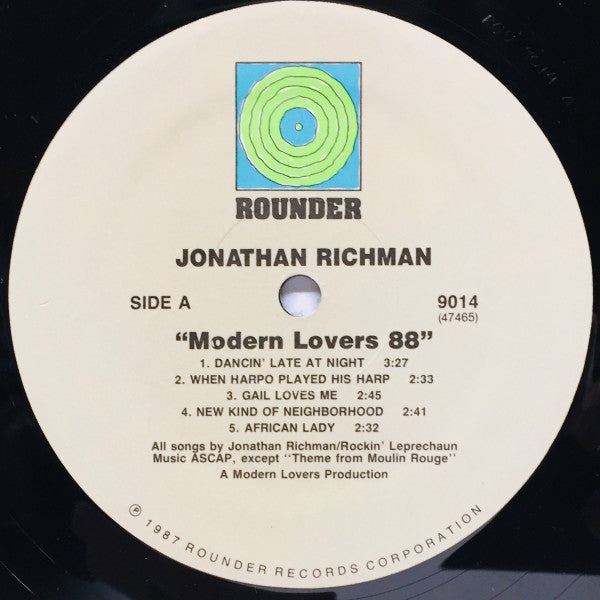 ROUNDER
JONATHAN RICHMAN
SIDE A
9014
(47465)
"Modern Lovers 88"
1. DANCIN' LATE AT NIGHT 3:27
2. WHEN HARPO PLAYED HIS HARP 2:33
3. GAIL LOVES ME 2:45
4. NEW KIND OF NEIGHBORHOOD 2:41
5. AFRICAN LADY 2:32
All songs by Jonathan Richman/Rockin' Leprechaun
Music ASCAP, except "Theme from Moulin Rouge"
A Modern Lovers Production
℗ 1987 ROUNDER RECORDS CORPORATION